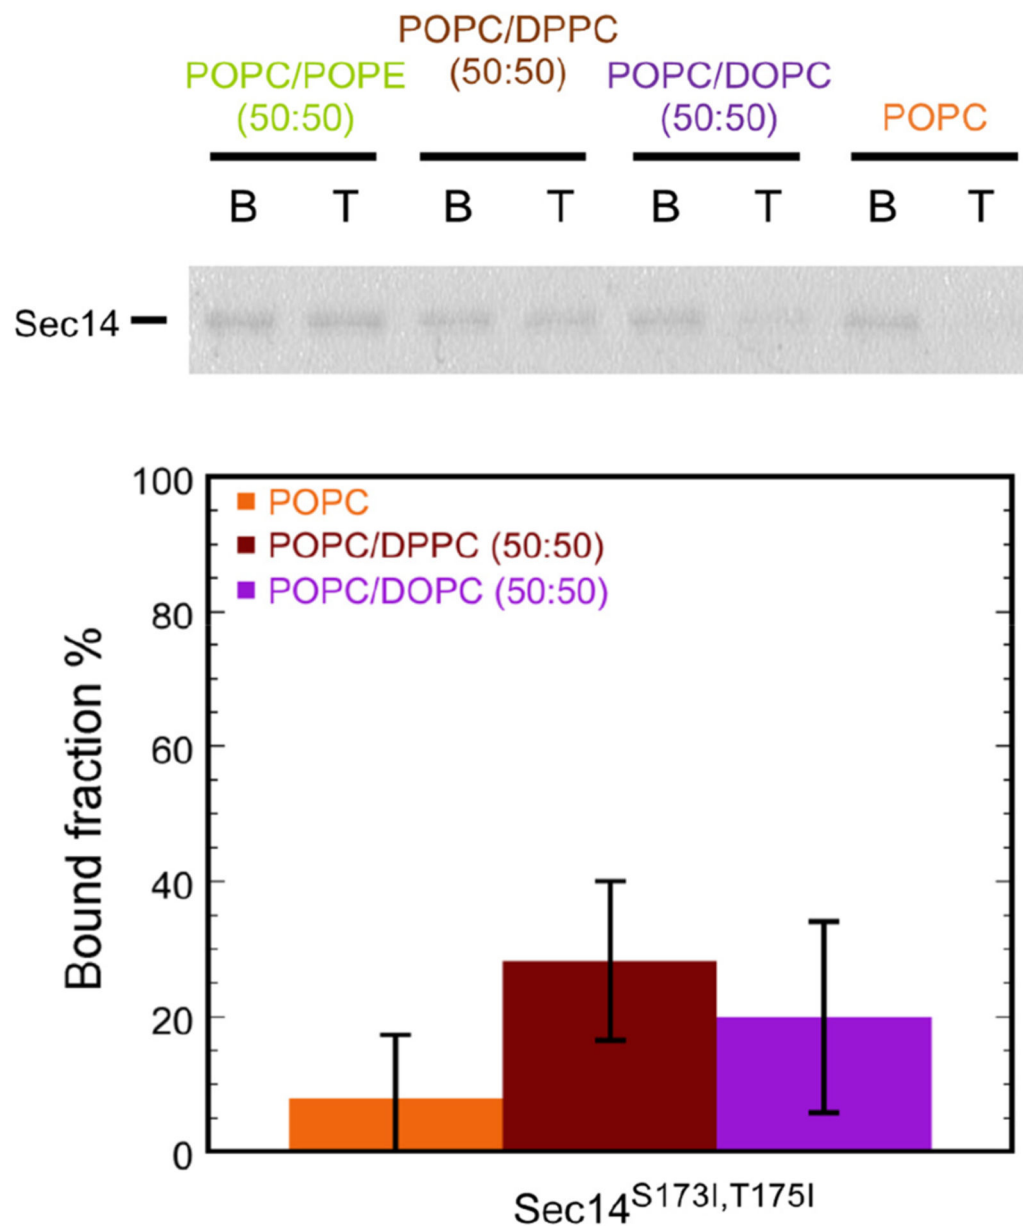 POPC/POPE
(50:50)
POPC/DPPC
(50:50)
POPC/DOPC
(50:50)
POPC
B T B T B T B T
Sec14
100
80
60
40
20
0
Bound fraction %
POPC
POPC/DPPC (50:50)
POPC/DOPC (50:50)
Sec14S173I,T175I